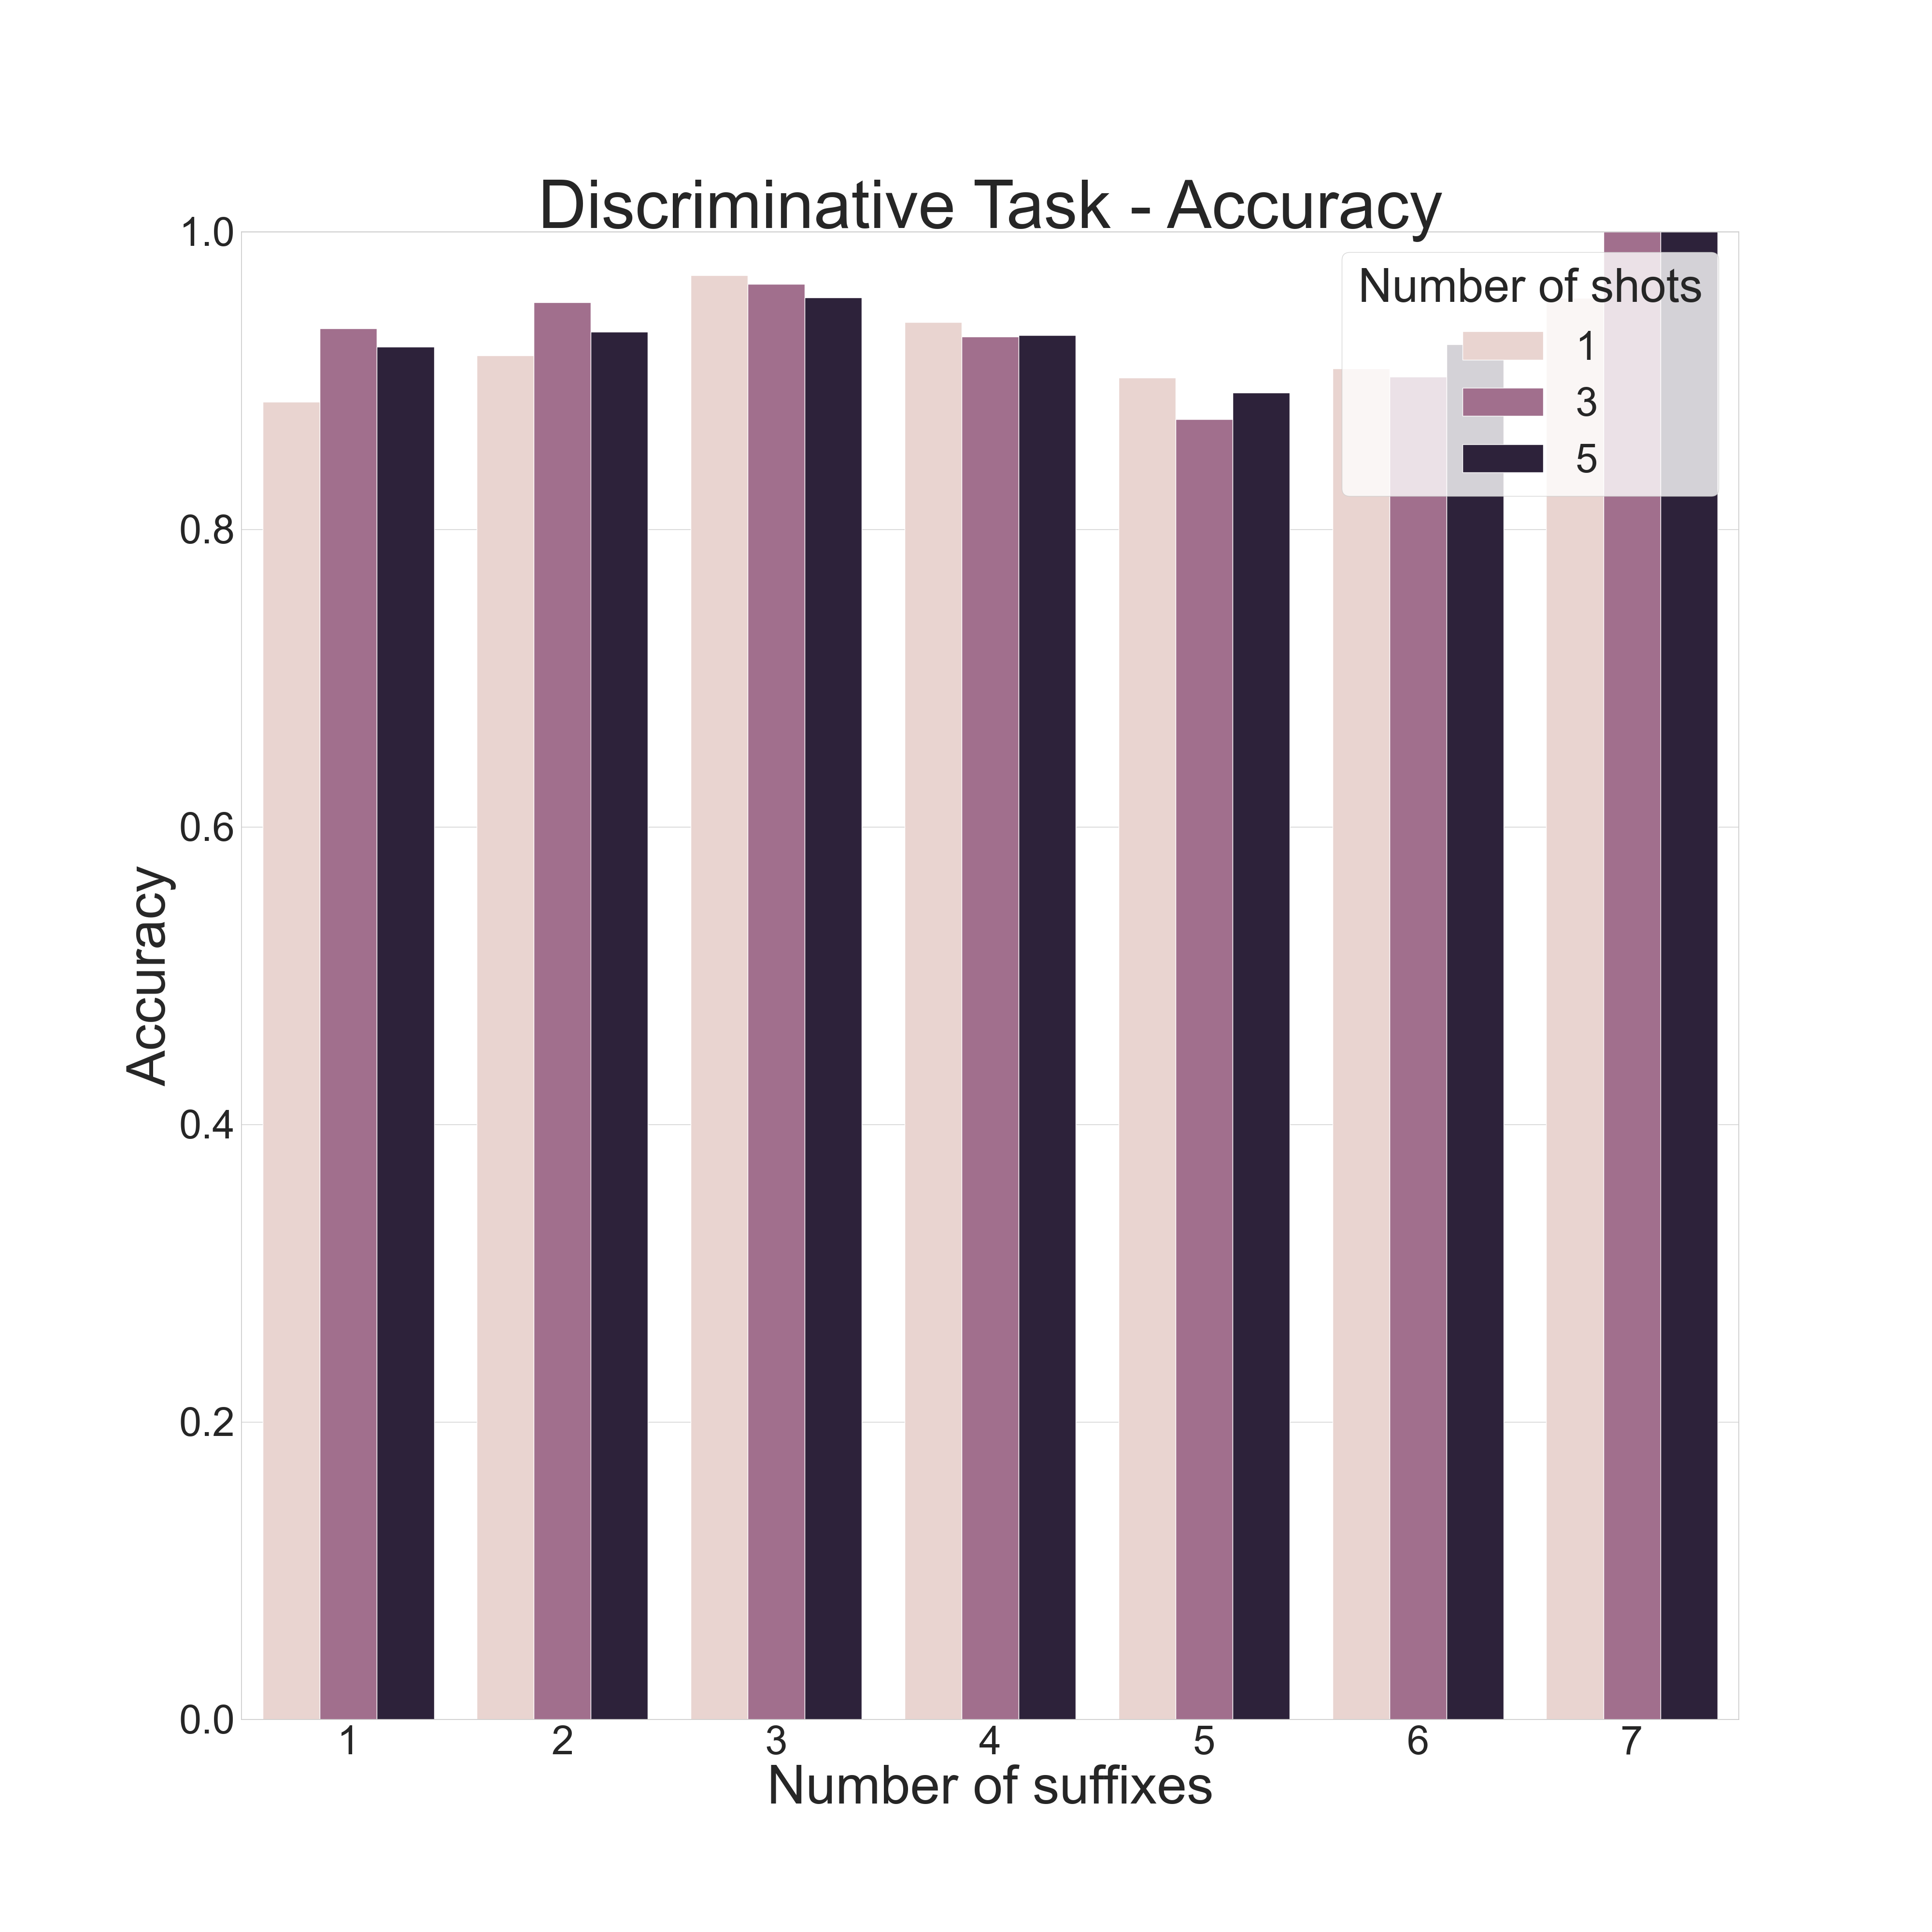 Discriminative Task - Accuracy
Number of shots
1
3
5
1.0
0.8
0.6
0.4
0.2
0.0
Accuracy
1 2 3 4 5 6 7
Number of suffixes